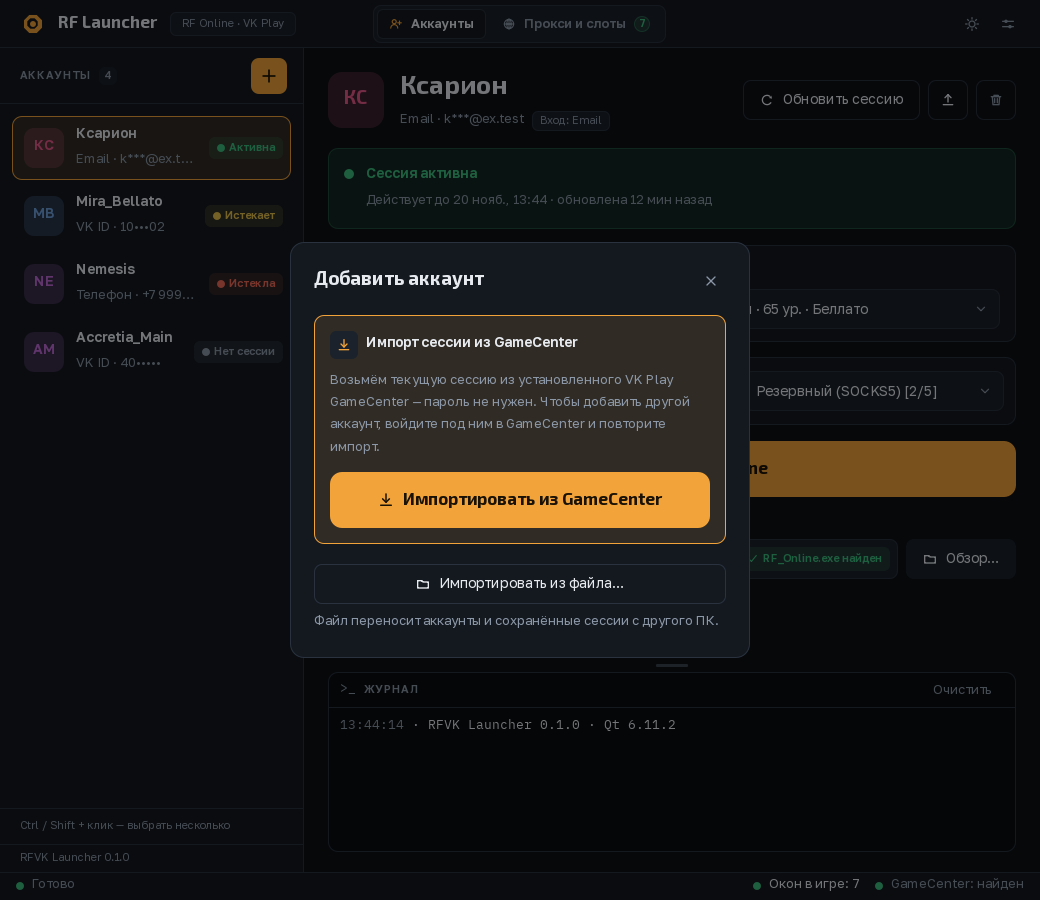 RF Launcher
RF Online · VK Play
Аккаунты
Прокси и слоты
7
АККАУНТЫ 4
КС
Ксарион
Email · k***@ex.t…
Активна
MB
Mira_Bellato
VK ID · 10•••02
Истекает
NE
Nemesis
Телефон · +7 999…
Истекла
AM
Accretia_Main
VK ID · 40•••••
Нет сессии
Ctrl / Shift + клик — выбрать несколько
RFVK Launcher 0.1.0
КС
Ксарион
Email · k***@ex.test
Вход: Email
Обновить сессию
Сессия активна
Действует до 20 нояб., 13:44 · обновлена 12 мин назад
· 65 ур. · Беллато
Резервный (SOCKS5) [2/5]
ne
RF_Online.exe найден
Обзор…
Добавить аккаунт
Импорт сессии из GameCenter
Возьмём текущую сессию из установленного VK Play
GameCenter — пароль не нужен. Чтобы добавить другой
аккаунт, войдите под ним в GameCenter и повторите
импорт.
Импортировать из GameCenter
Импортировать из файла…
Файл переносит аккаунты и сохранённые сессии с другого ПК.
>_ ЖУРНАЛ
Очистить
13:44:14 · RFVK Launcher 0.1.0 · Qt 6.11.2
Готово
Окон в игре: 7
GameCenter: найден